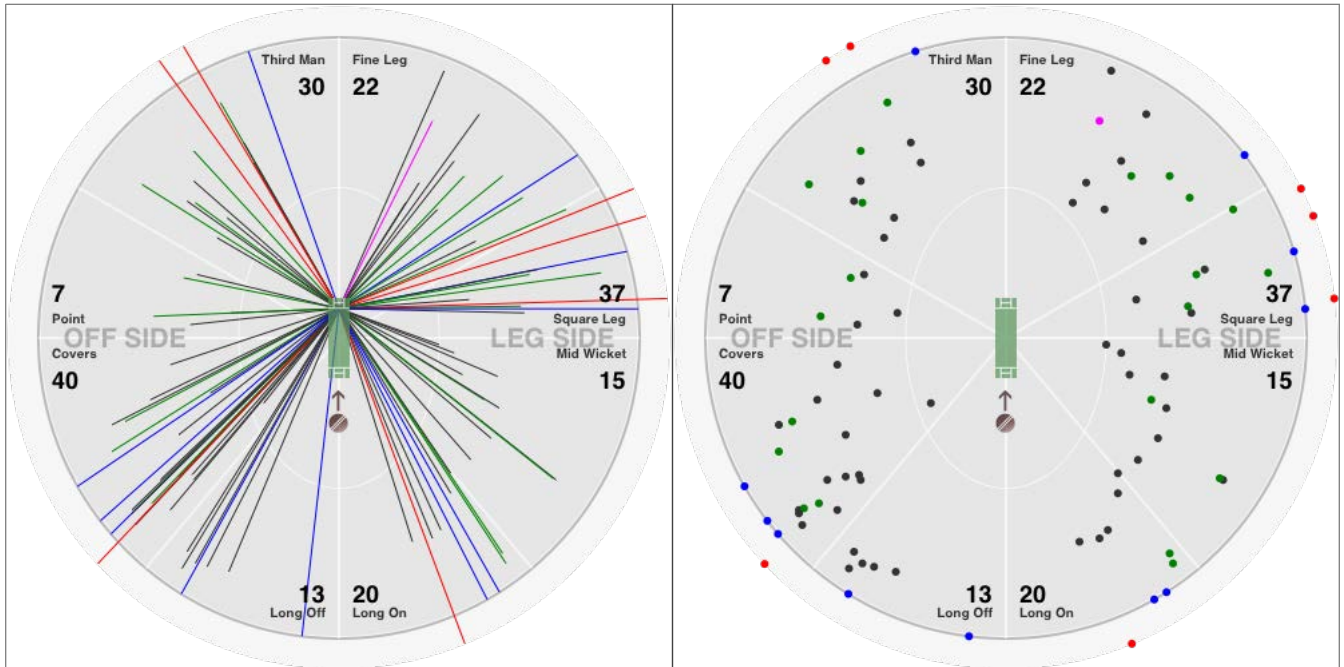 Third Man
Fine Leg
30
22
7
Point
OFF SIDE
Covers
40
37
Square Leg
LEG SIDE
Mid Wicket
15
13
Long Off
20
Long On
Third Man
Fine Leg
30
22
7
Point
OFF SIDE
Covers
40
37
Square Leg
LEG SIDE
Mid Wicket
15
13
Long Off
20
Long On